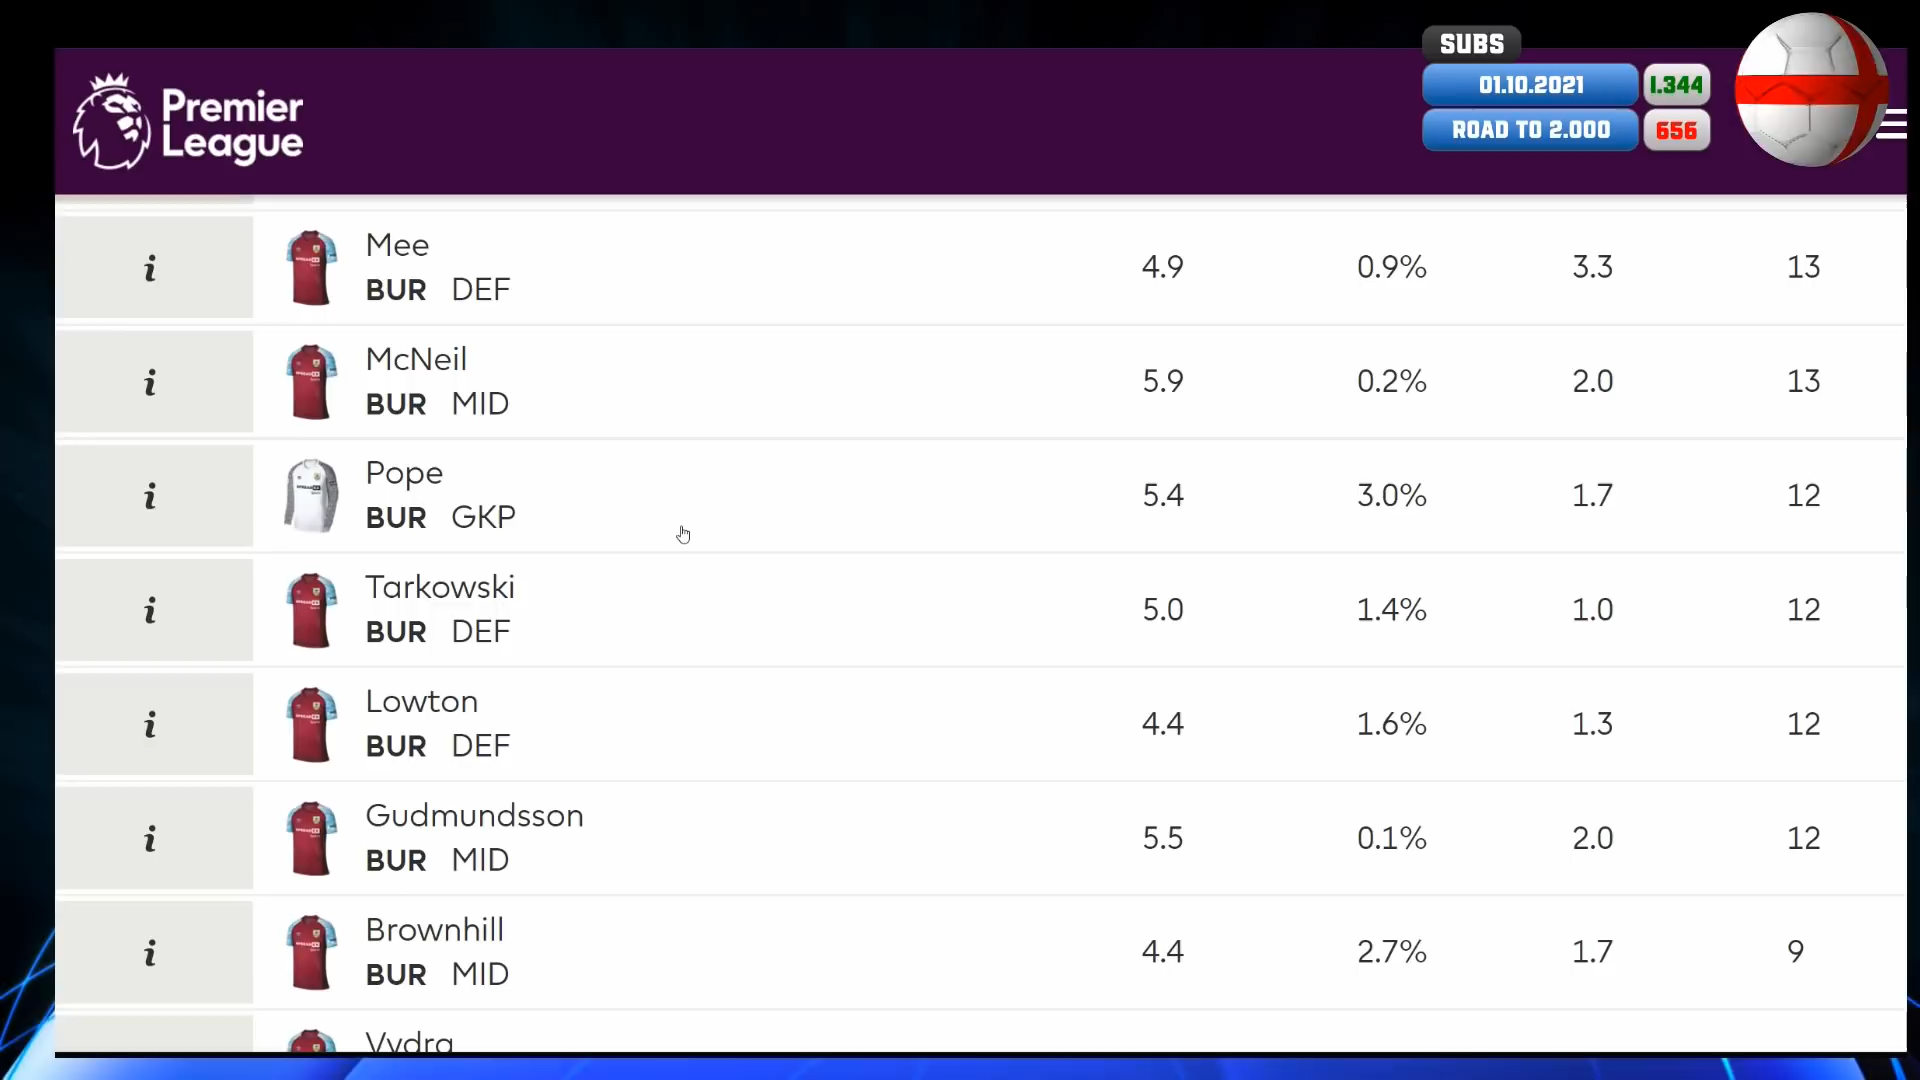 SUBS
01.10.2021 1.344
ROAD TO 2.000 656
Premier
League
i Mee 4.9 0.9% 3.3 13
BUR DEF
i McNeil 5.9 0.2% 2.0 13
BUR MID
i Pope 5.4 3.0% 1.7 12
BUR GKP
i Tarkowski 5.0 1.4% 1.0 12
BUR DEF
i Lowton 4.4 1.6% 1.3 12
BUR DEF
i Gudmundsson 5.5 0.1% 2.0 12
BUR MID
i Brownhill 4.4 2.7% 1.7 9
BUR MID
Vydra